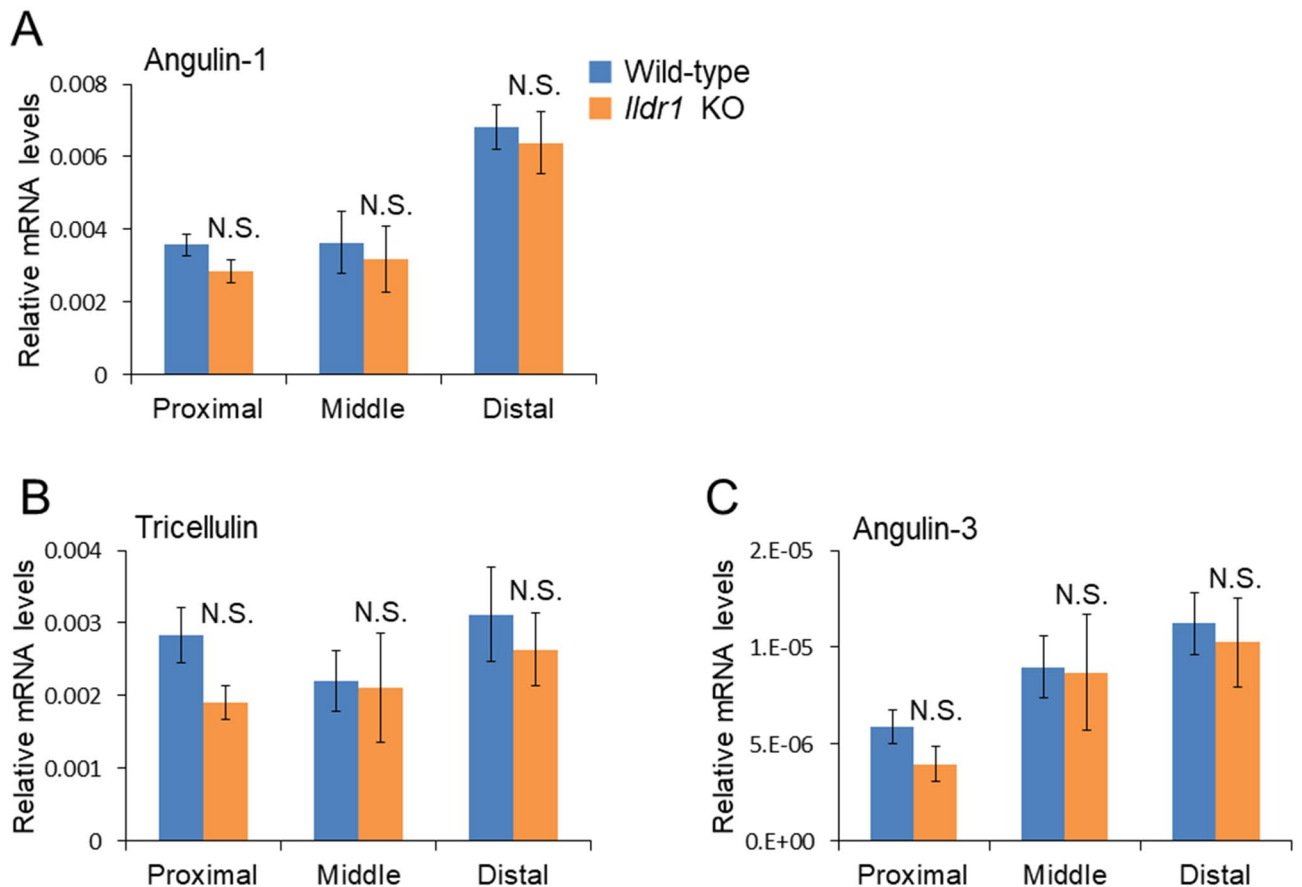 A
Angulin-1
Wild-type
Ildr1 KO
Relative mRNA levels
0.008
0.006
0.004
0.002
0
N.S.
N.S.
N.S.
Proximal
Middle
Distal
B
Tricellulin
Relative mRNA levels
0.004
0.003
0.002
0.001
0
N.S.
N.S.
N.S.
Proximal
Middle
Distal
C
Angulin-3
Relative mRNA levels
2.E-05
1.E-05
5.E-06
0.E+00
N.S.
N.S.
N.S.
Proximal
Middle
Distal